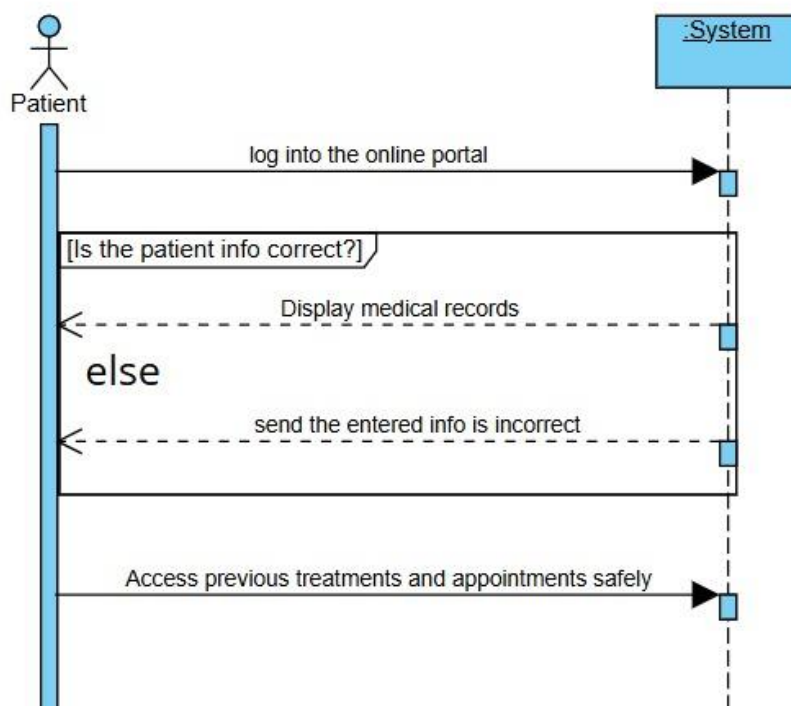 :System
Patient
log into the online portal
[Is the patient info correct?]
Display medical records
else
send the entered info is incorrect
Access previous treatments and appointments safely